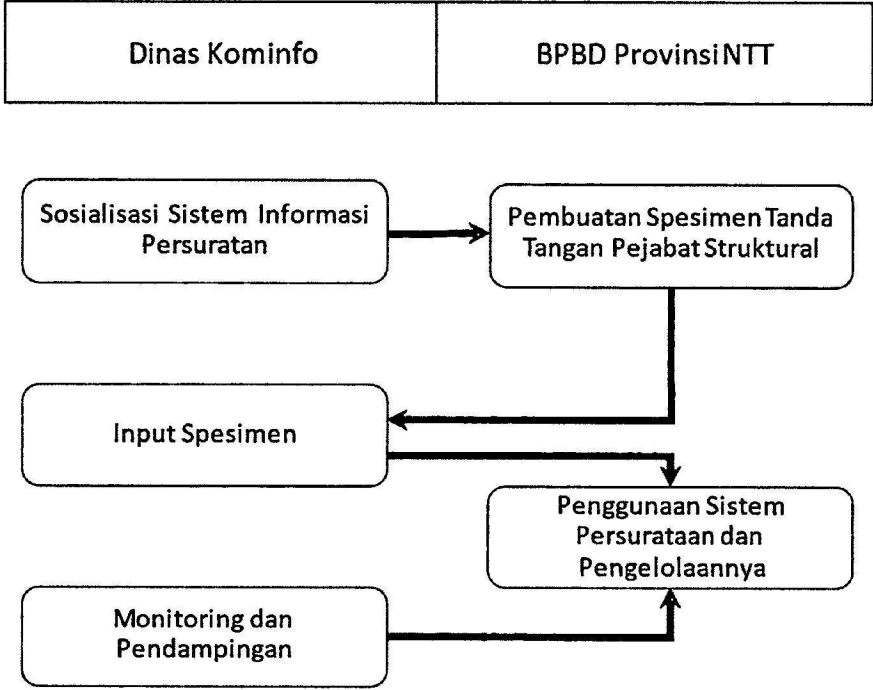 Dinas Kominfo
BPBD Provinsi NTT
Sosialisasi Sistem Informasi
Persuratan
Pembuatan Spesimen Tanda
Tangan Pejabat Struktural
Input Spesimen
Penggunaan Sistem
Persurataan dan
Pengelolaannya
Monitoring dan
Pendampingan